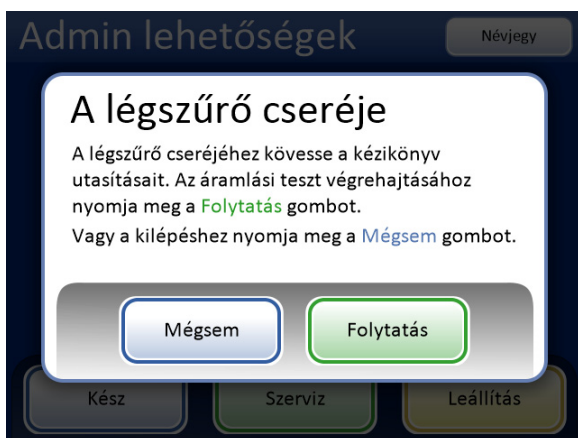 Admin lehetőségek
Névjegy
A légszűrő cseréje
A légszűrő cseréjéhez kövesse a kézikönyv
utasításait. Az áramlási teszt végrehajtásához
nyomja meg a Folytatás gombot.
Vagy a kilépéshez nyomja meg a Mégsem gombot.
Mégsem
Folytatás
Kész
Szerviz
Leállítás